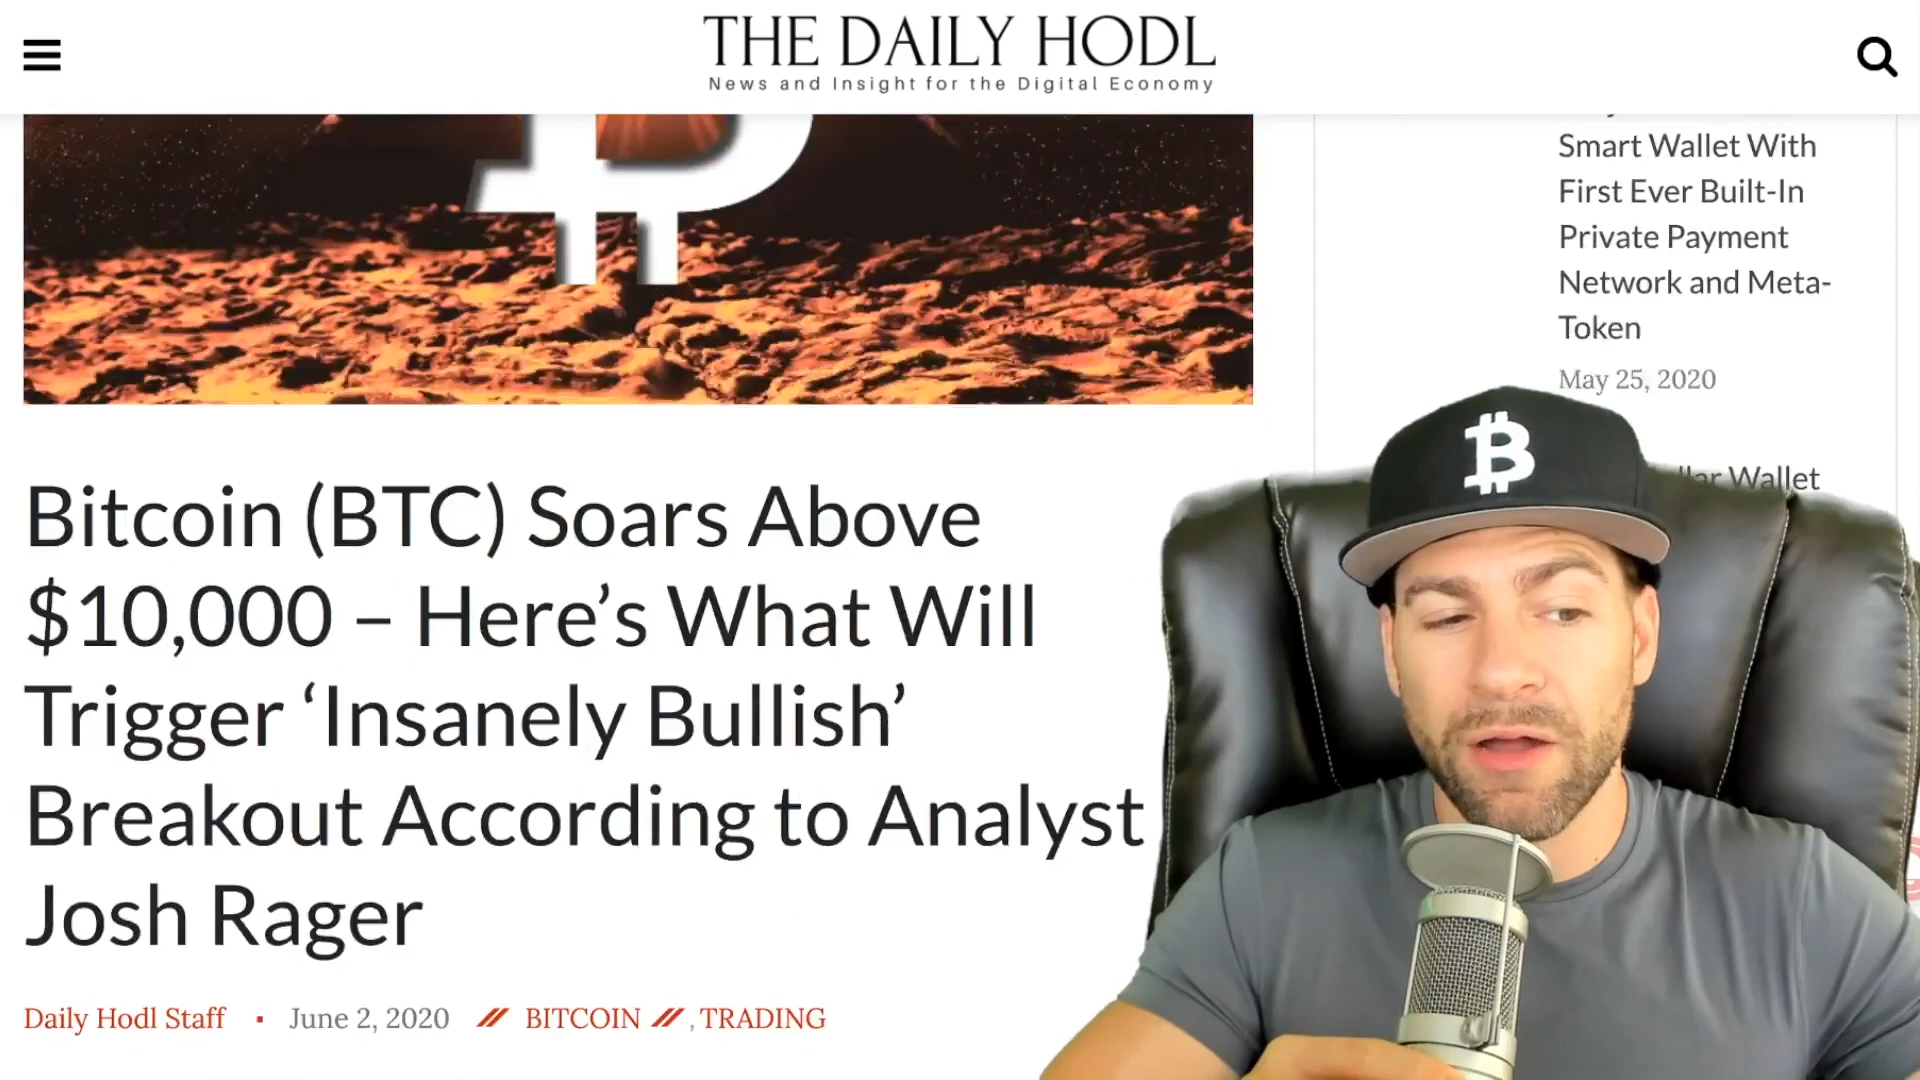 THE DAILY HODL
News and Insight for the Digital Economy
Smart Wallet With
First Ever Built-In
Private Payment
Network and Meta-
Token
May 25, 2020
Wallet
Bitcoin (BTC) Soars Above
$10,000 – Here’s What Will
Trigger ‘Insanely Bullish’
Breakout According to Analyst
Josh Rager
Daily Hodl Staff ▪ June 2, 2020 // BITCOIN // , TRADING